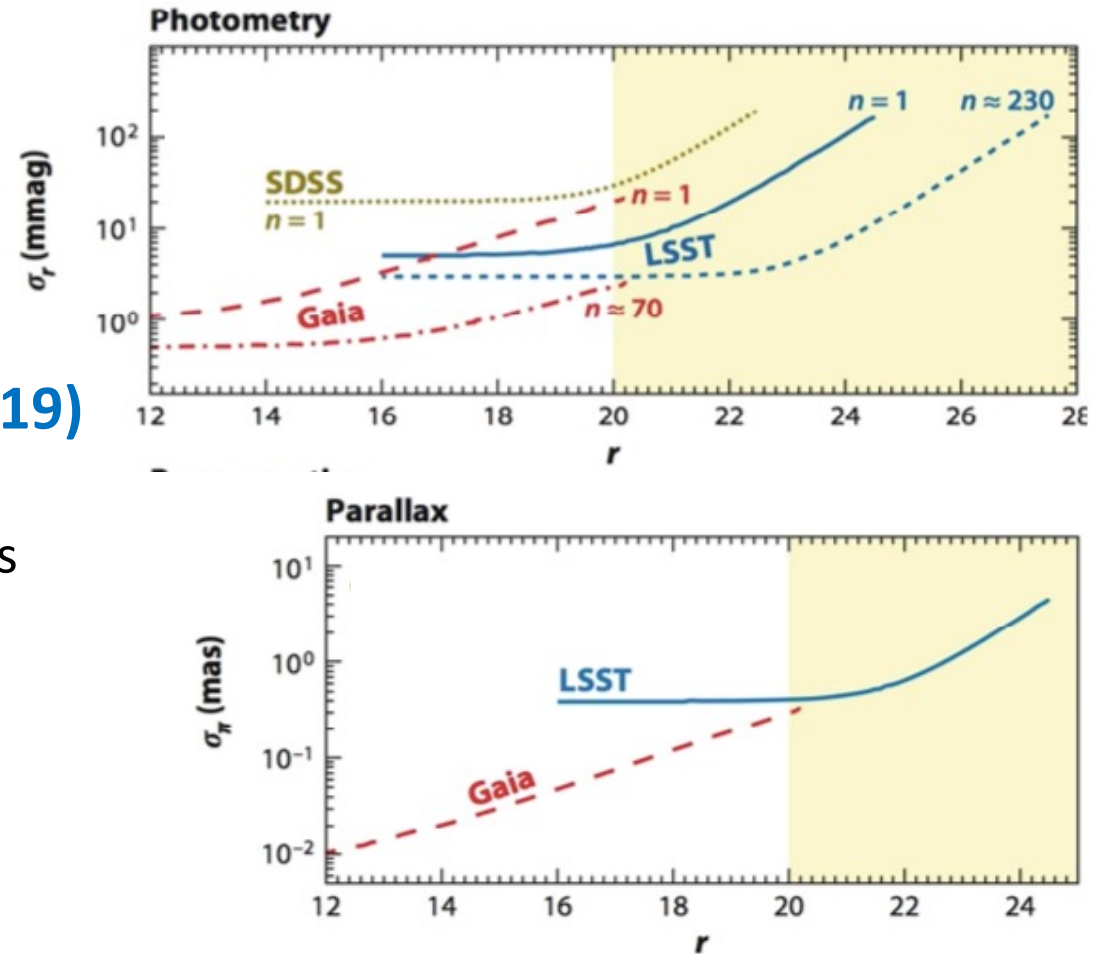 Photometry
σr (mmag)
10²
10¹
10⁰
SDSS
n = 1
Gaia
n = 1
LSST
n ≈ 70
n = 1
n ≈ 230
12 14 16 18 20 22 24 26 28
r
19)
s
Parallax
σπ (mas)
10¹
10⁰
10⁻¹
10⁻²
LSST
Gaia
12 14 16 18 20 22 24
r